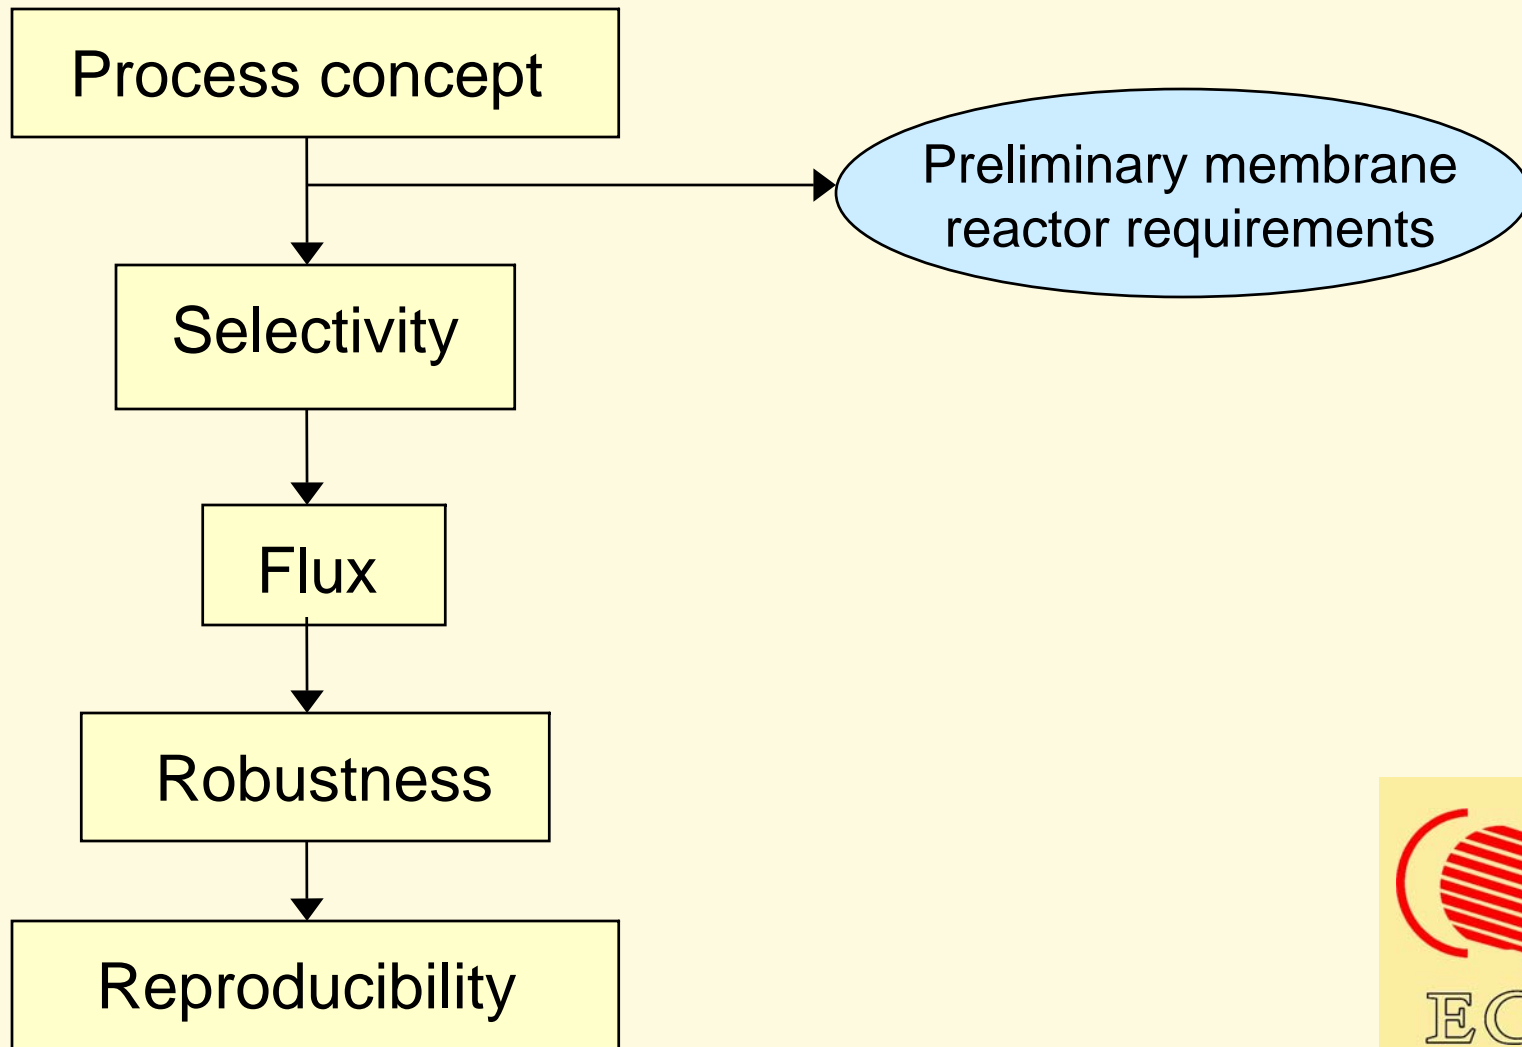 Process concept
Preliminary membrane
reactor requirements
Selectivity
Flux
Robustness
Reproducibility